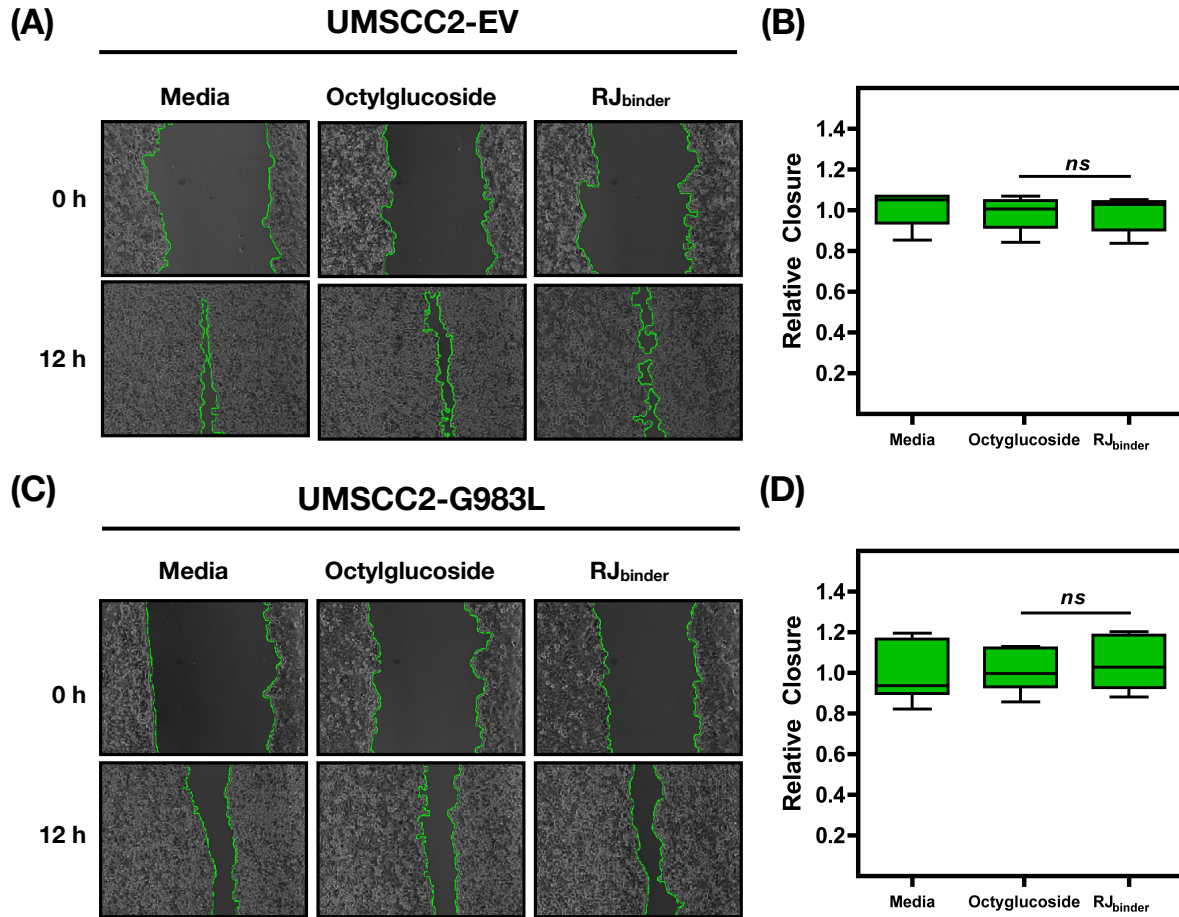 (A)
UMSCC2-EV
Media
Octylglucoside
RJbinder
0 h
12 h
(B)
Relative Closure
1.4
1.2
1.0
0.8
0.6
0.4
0.2
ns
Media
Octyglucoside
RJbinder
(C)
UMSCC2-G983L
Media
Octylglucoside
RJbinder
0 h
12 h
(D)
Relative Closure
1.4
1.2
1.0
0.8
0.6
0.4
0.2
ns
Media
Octyglucoside
RJbinder